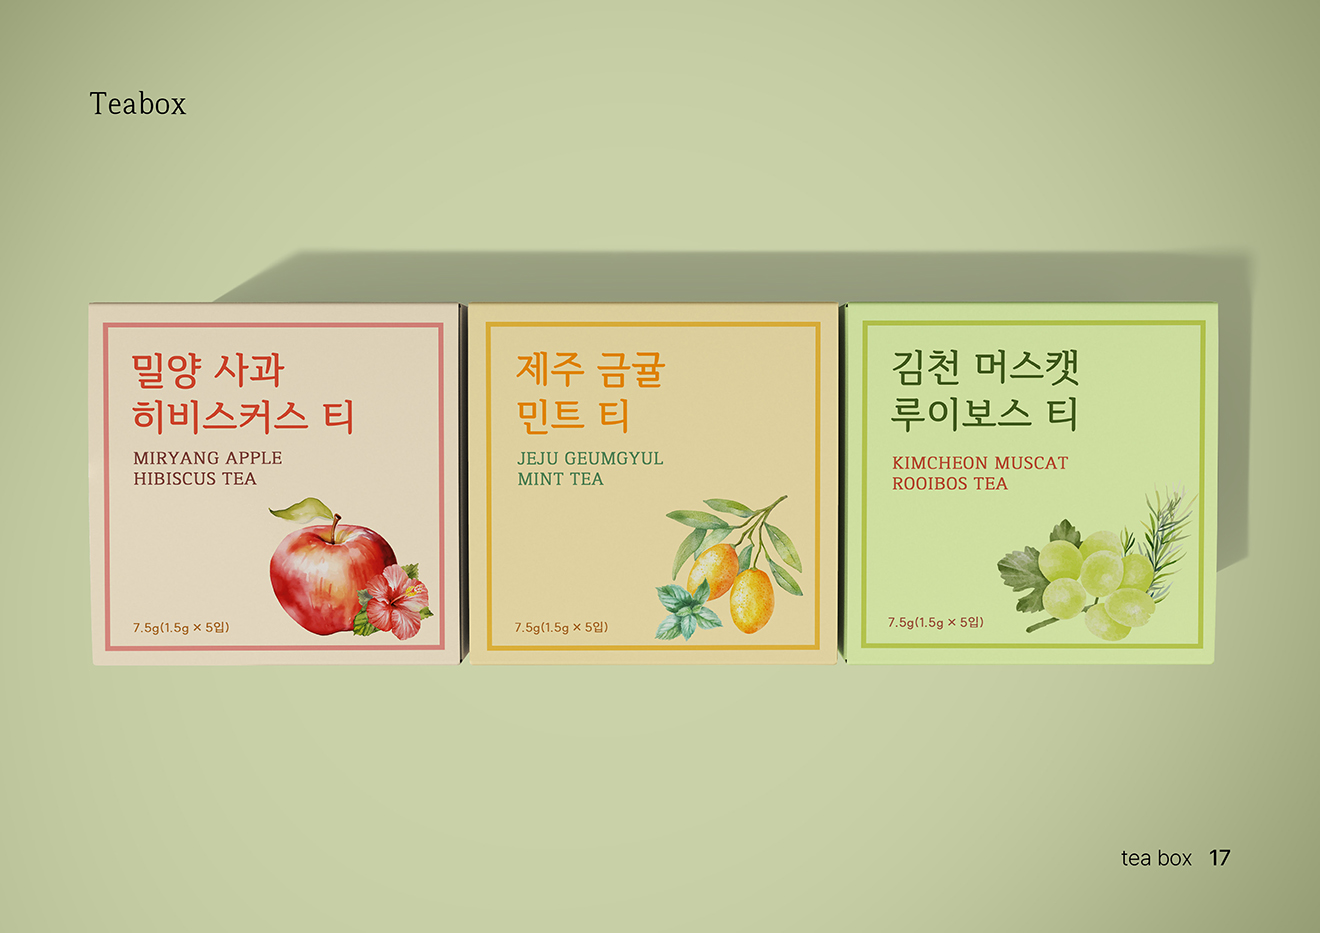 Teabox
밀양 사과
히비스커스 티
MIRYANG APPLE
HIBISCUS TEA
7.5g(1.5g × 5입)
제주 금귤
민트 티
JEJU GEUMGYUL
MINT TEA
7.5g(1.5g × 5입)
김천 머스캣
루이보스 티
KIMCHEON MUSCAT
ROOIBOS TEA
7.5g(1.5g × 5입)
tea box 17